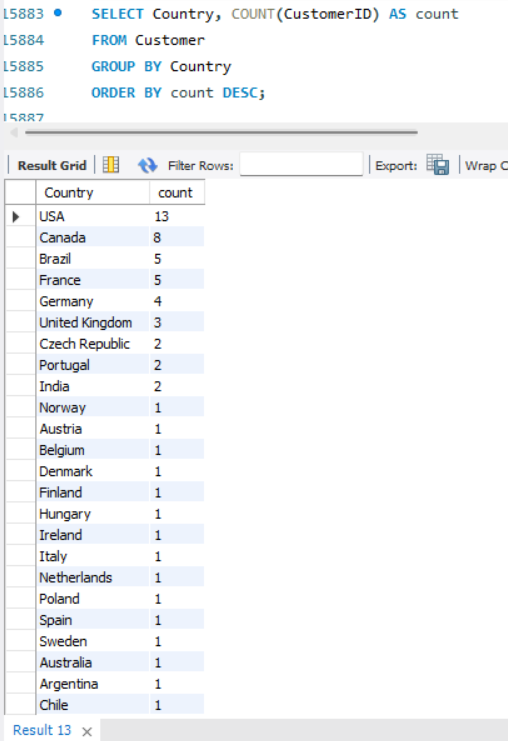 15883 SELECT Country, COUNT(CustomerID) AS count
15884 FROM Customer
15885 GROUP BY Country
15886 ORDER BY count DESC;
15887
Result Grid Filter Rows: Export: Wrap C
Country count
USA 13
Canada 8
Brazil 5
France 5
Germany 4
United Kingdom 3
Czech Republic 2
Portugal 2
India 2
Norway 1
Austria 1
Belgium 1
Denmark 1
Finland 1
Hungary 1
Ireland 1
Italy 1
Netherlands 1
Poland 1
Spain 1
Sweden 1
Australia 1
Argentina 1
Chile 1
Result 13